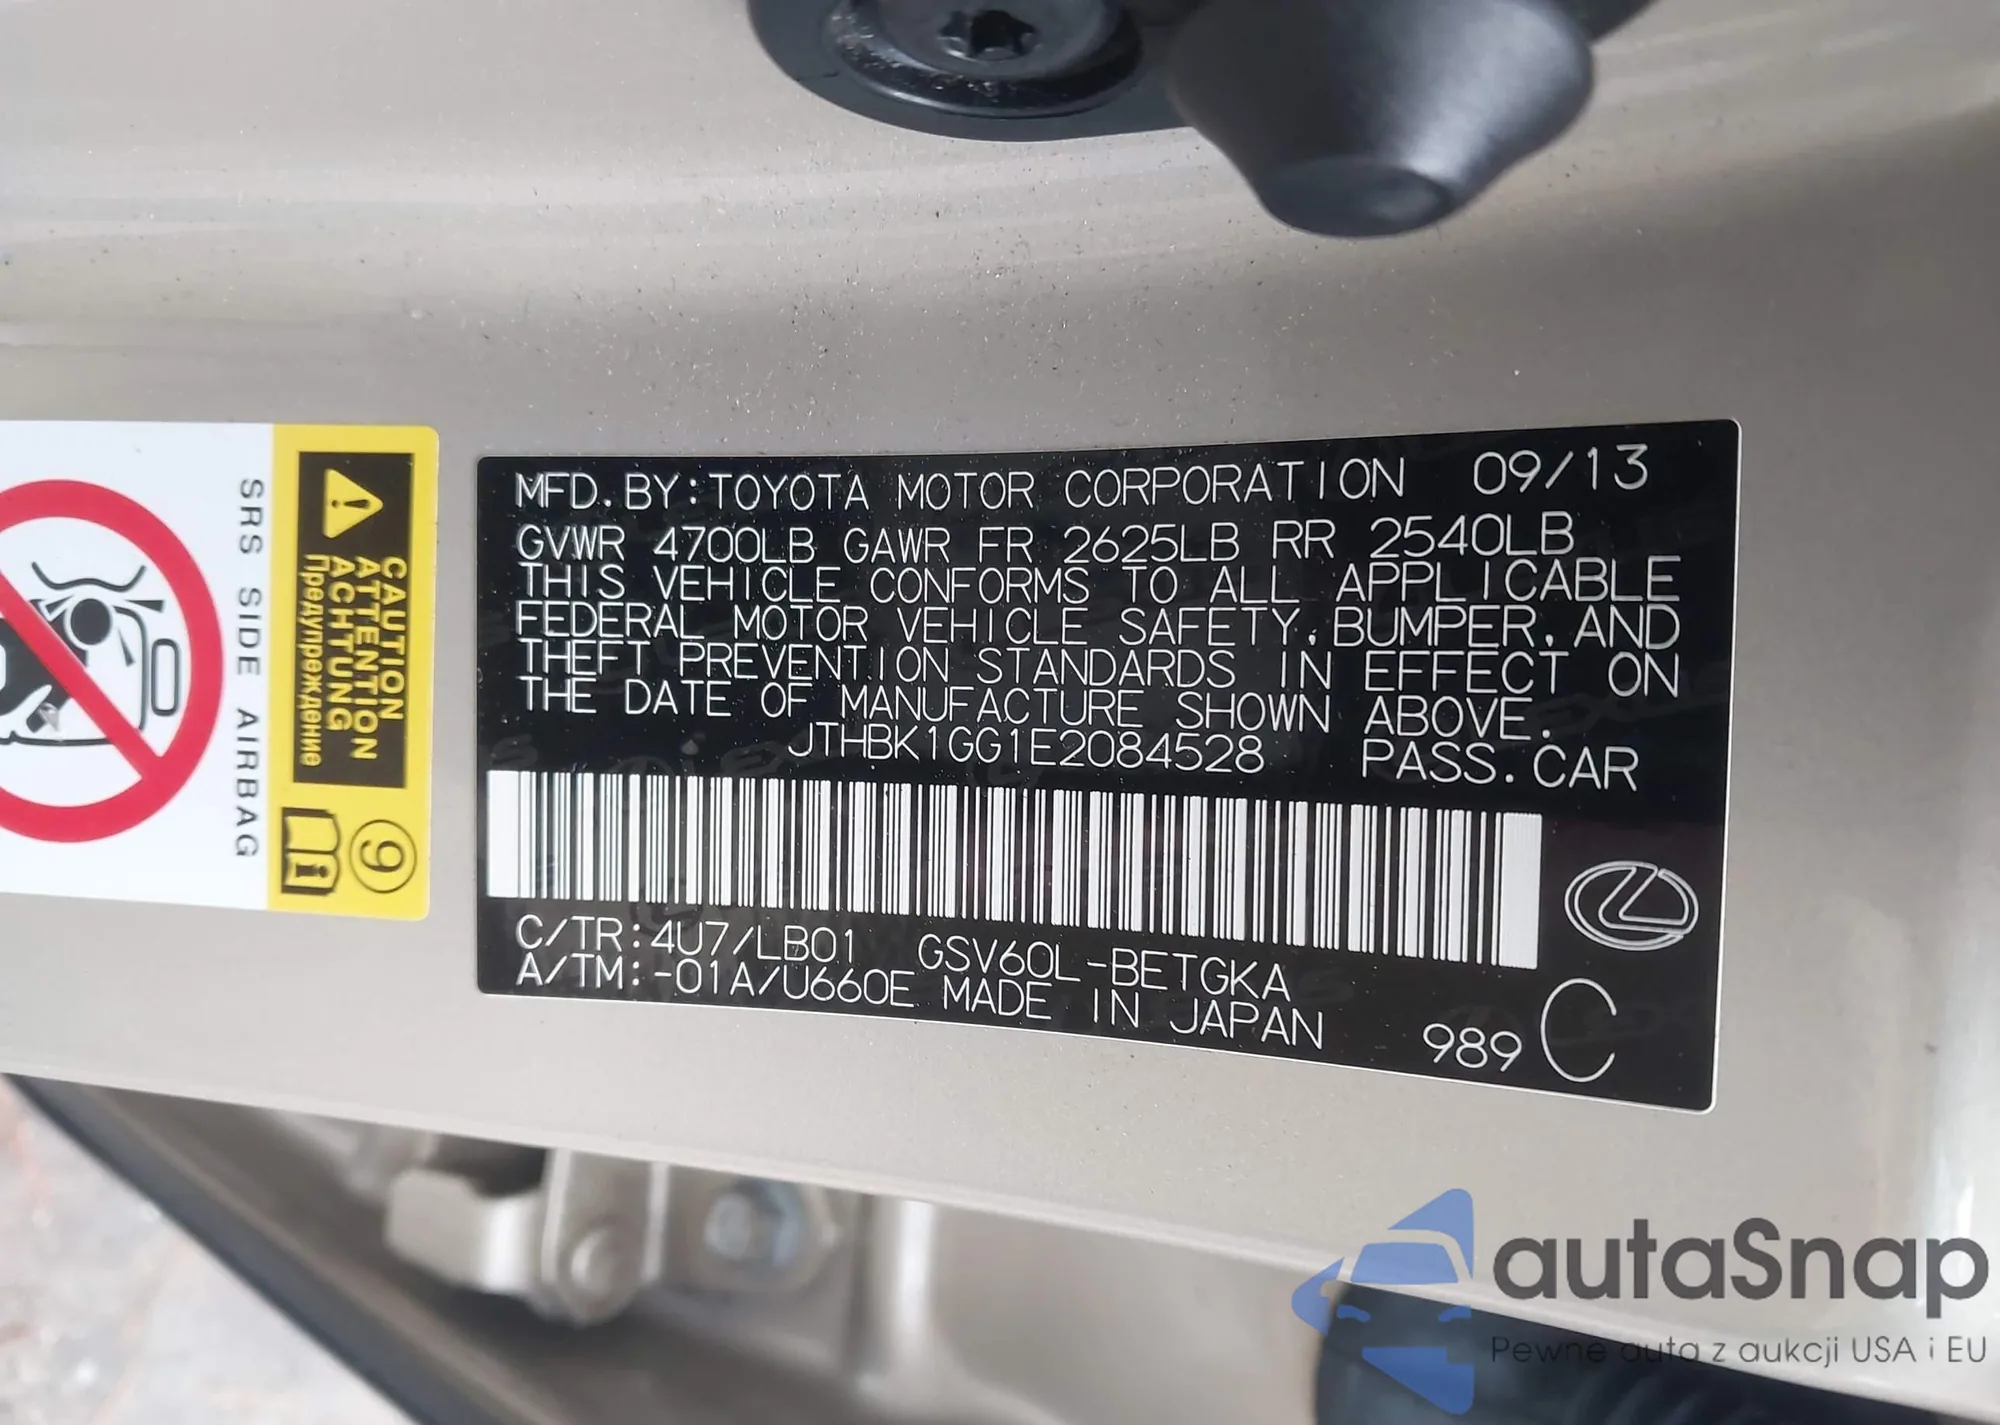 MFD. BY: TOYOTA MOTOR CORPORATION 09/13
GVWR 4700LB GAWR FR 2625LB RR 2540LB
THIS VEHICLE CONFORMS TO ALL APPLICABLE
FEDERAL MOTOR VEHICLE SAFETY, BUMPER, AND
THEFT PREVENTION STANDARDS IN EFFECT ON
THE DATE OF MANUFACTURE SHOWN ABOVE.
JTHBK1GG1E2084528 PASS. CAR
C/TR: 4U7/LB01 GSV60L-BETGKA
A/TM: -01A/U660E MADE IN JAPAN
989 C
SRS SIDE AIRBAG
CAUTION
ATTENTION
ACHTUNG
Предупреждение
9
i
autaSnap
Pewne auta z aukcji USA i EU